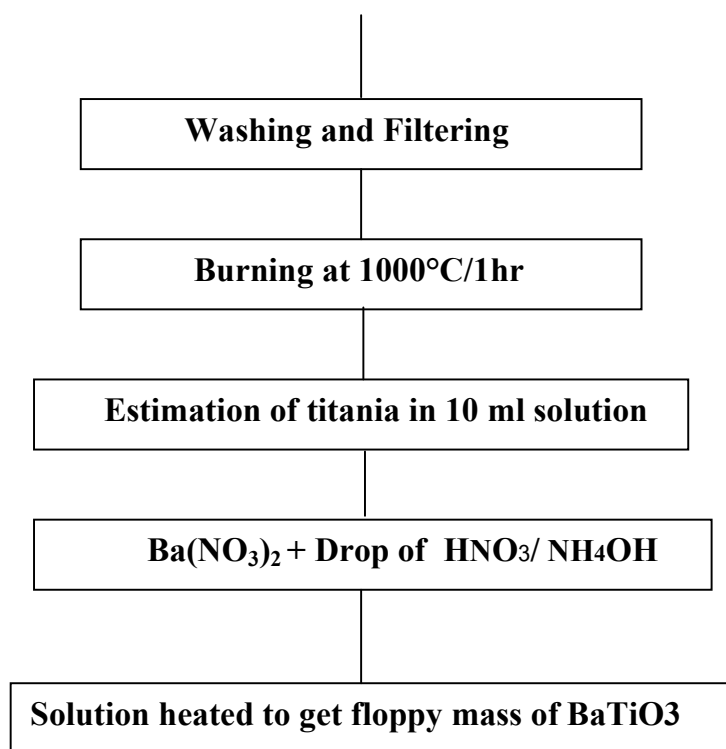 Washing and Filtering
Burning at 1000°C/1hr
Estimation of titania in 10 ml solution
Ba(NO₃)₂ + Drop of HNO₃/ NH₄OH
Solution heated to get floppy mass of BaTiO3